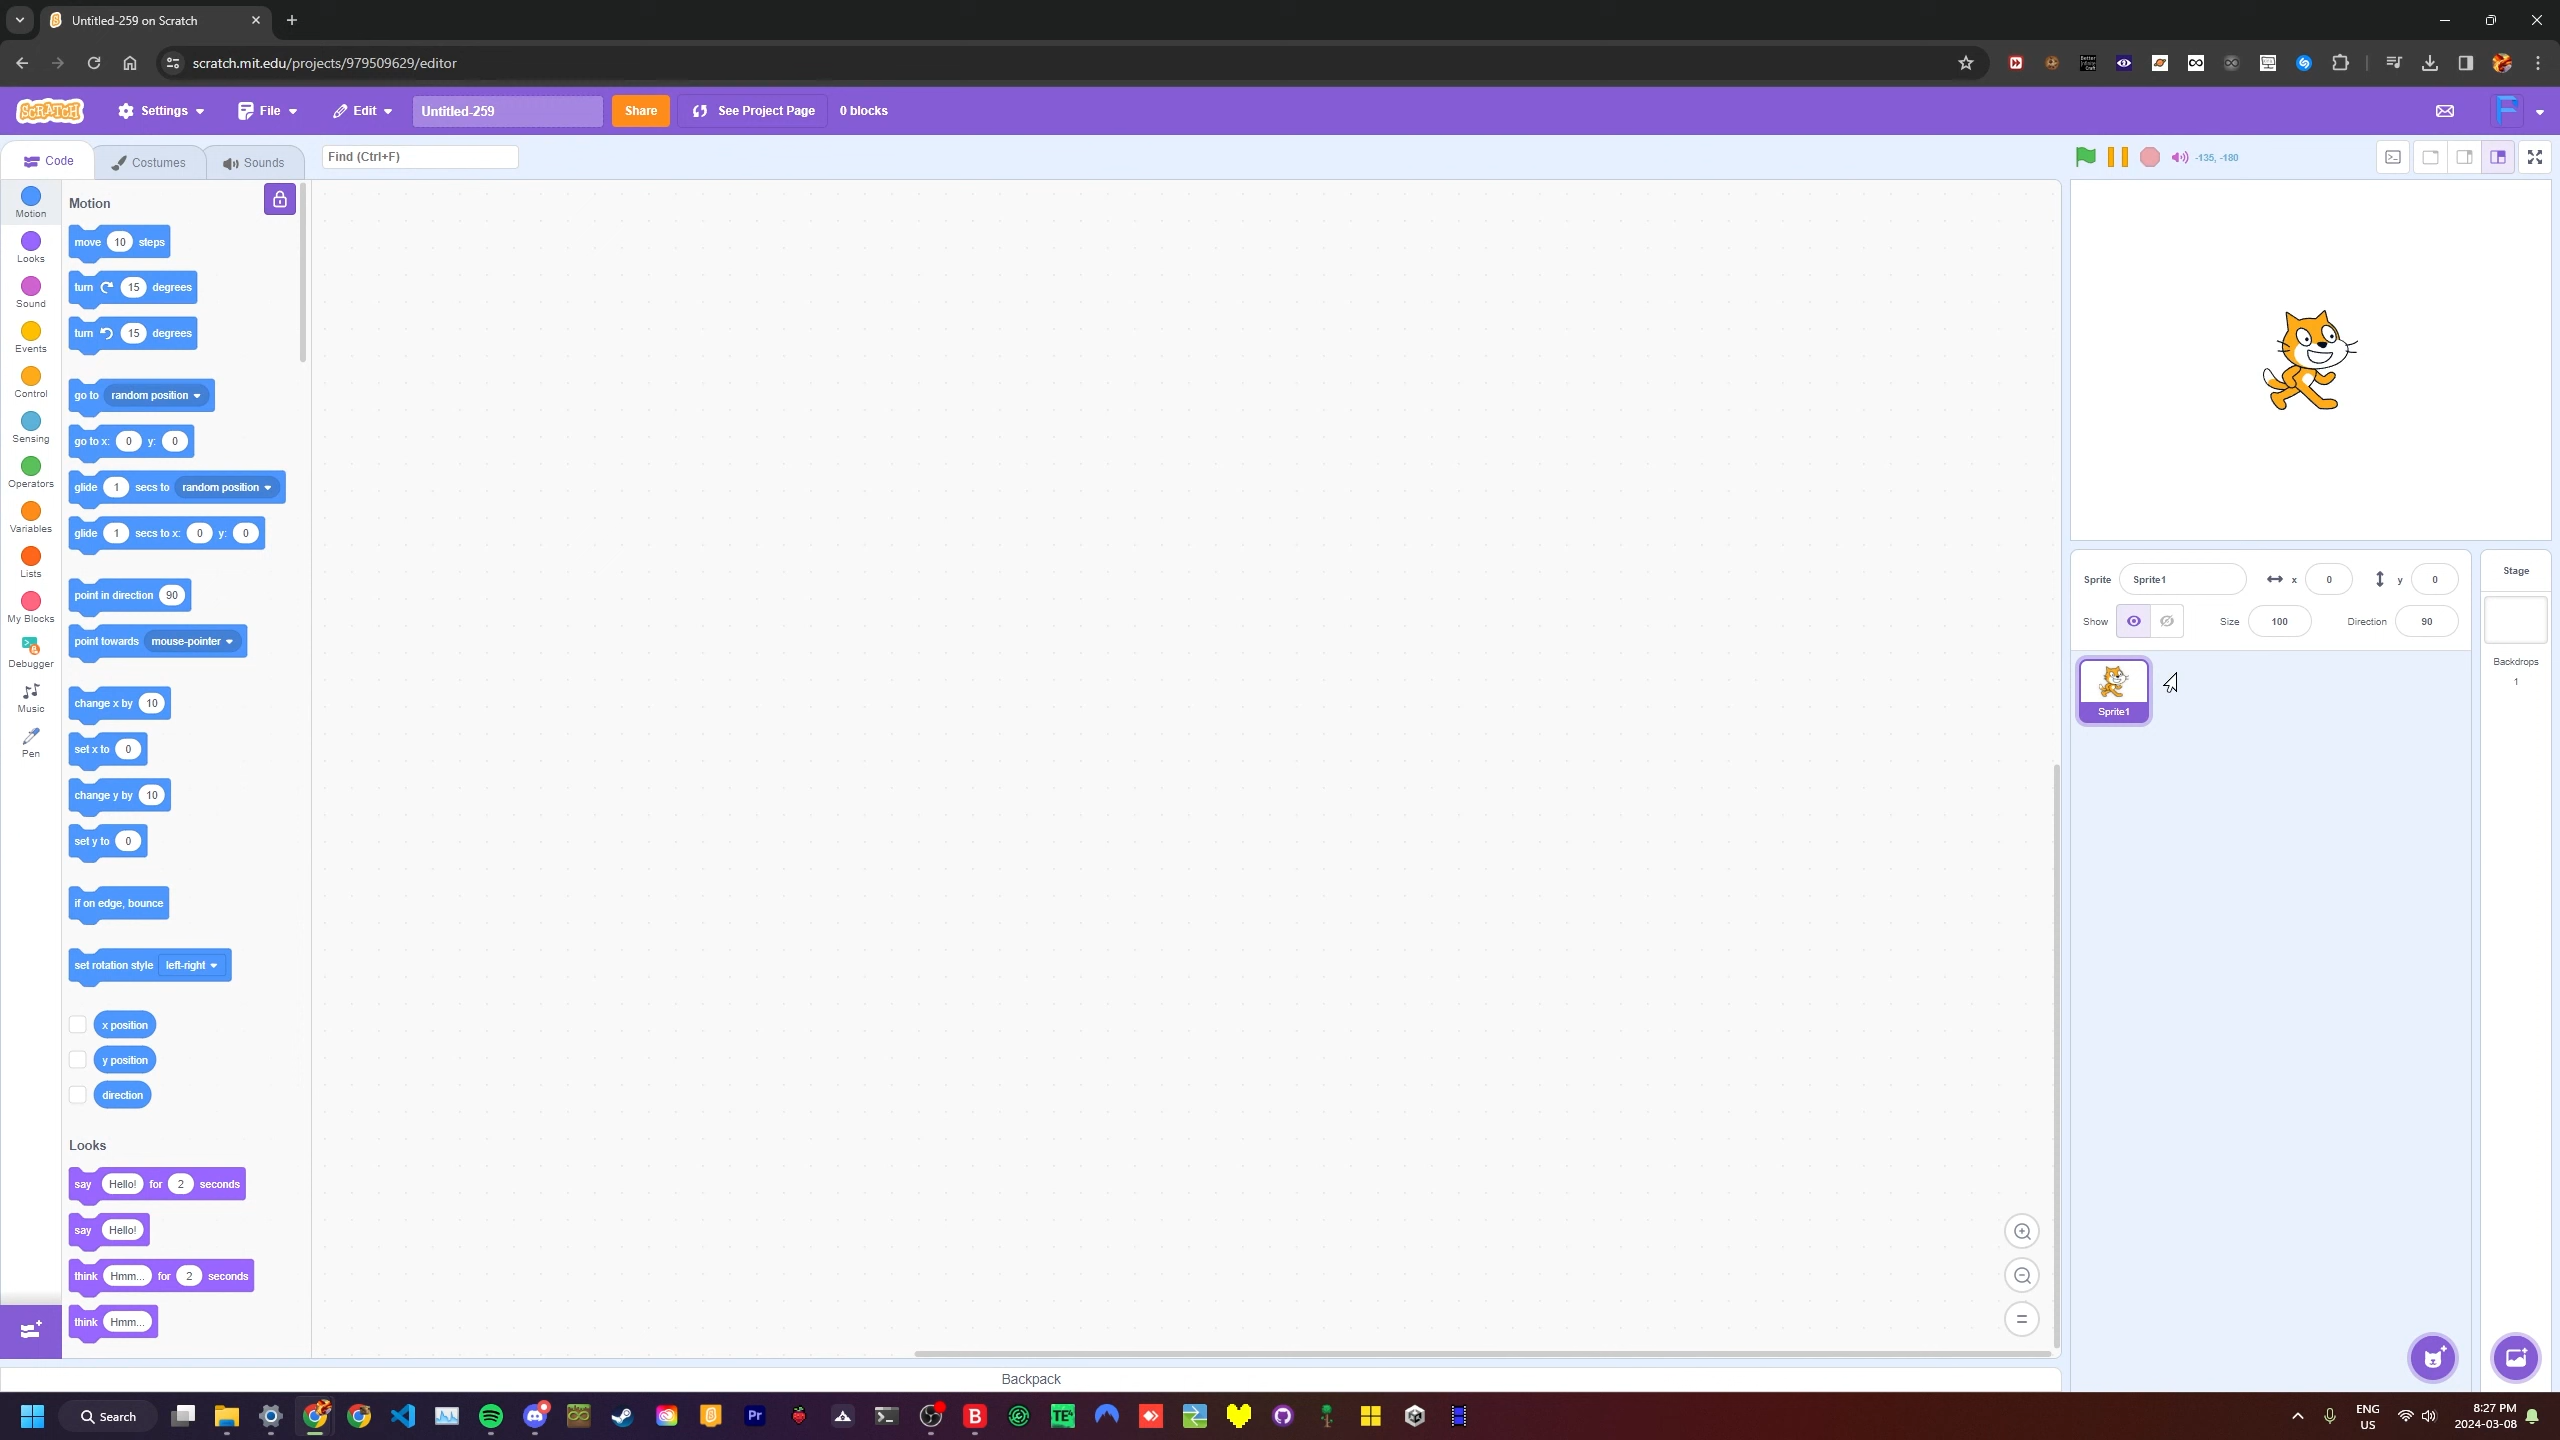 Untitled-259 on Scratch
scratch.mit.edu/projects/979509629/editor
SCRATCH
Settings
File
Edit
Untitled-259
Share
See Project Page
0 blocks
Code
Costumes
Sounds
Find (Ctrl+F)
-135, -180
Motion
Looks
Sound
Events
Control
Sensing
Operators
Variables
Lists
My Blocks
Debugger
Music
Pen
Motion
move 10 steps
turn 15 degrees
turn 15 degrees
go to random position
go to x: 0 y: 0
glide 1 secs to random position
glide 1 secs to x: 0 y: 0
point in direction 90
point towards mouse-pointer
change x by 10
set x to 0
change y by 10
set y to 0
if on edge, bounce
set rotation style left-right
x position
y position
direction
Looks
say Hello! for 2 seconds
say Hello!
think Hmm... for 2 seconds
think Hmm...
Sprite Sprite1 x 0 y 0
Show Size 100 Direction 90
Sprite1
Stage
Backdrops
1
Backpack
Search
Pr
B
TE
ENG
US
8:27 PM
2024-03-08